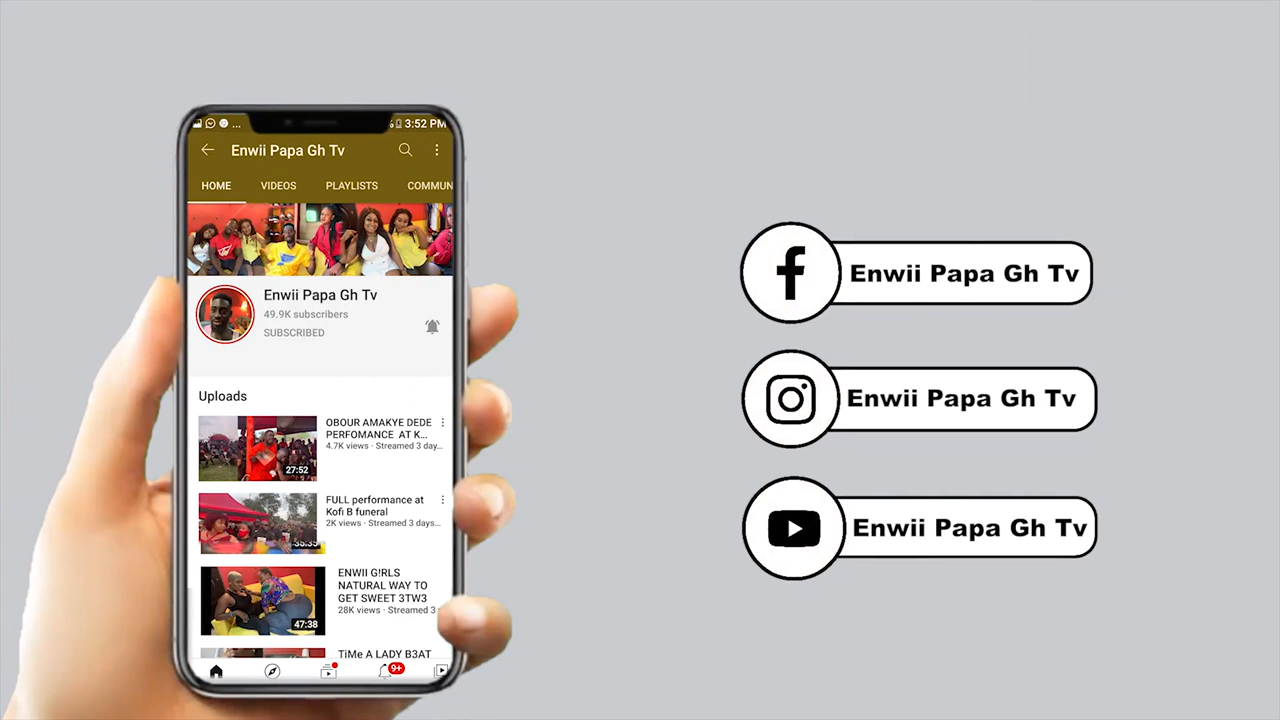 ... 3:52 PM
Enwii Papa Gh Tv
HOME VIDEOS PLAYLISTS COMMUN
Enwii Papa Gh Tv
49.9K subscribers
SUBSCRIBED
Uploads
OBOUR AMAKYE DEDE
PERFOMANCE AT K...
4.7K views · Streamed 3 day...
27:52
FULL performance at
Kofi B funeral
2K views · Streamed 3 days...
35:35
ENWII G!RLS
NATURAL WAY TO
GET SWEET 3TW3
28K views · Streamed 3
47:38
TiMe A LADY B3AT
9+
Enwii Papa Gh Tv
Enwii Papa Gh Tv
Enwii Papa Gh Tv